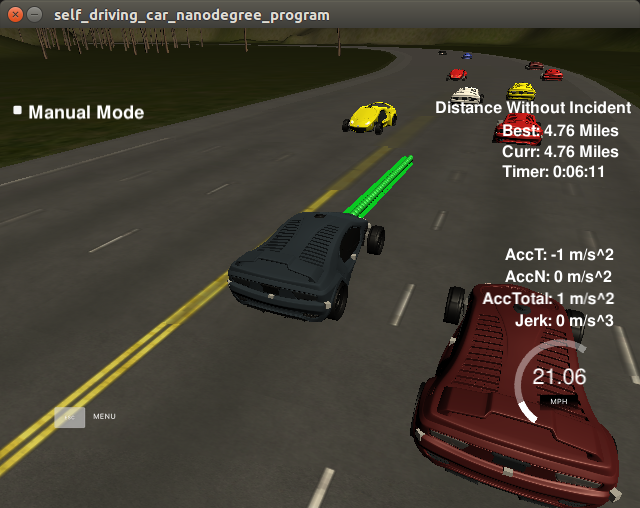 self_driving_car_nanodegree_program
Manual Mode
Distance Without Incident
Best: 4.76 Miles
Curr: 4.76 Miles
Timer: 0:06:11
AccT: -1 m/s^2
AccN: 0 m/s^2
AccTotal: 1 m/s^2
Jerk: 0 m/s^3
21.06
MPH
MENU